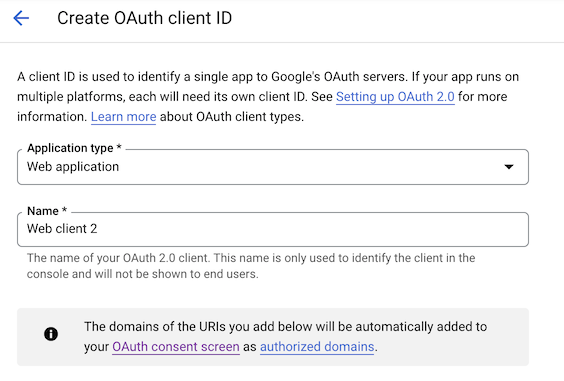 Create OAuth client ID
A client ID is used to identify a single app to Google's OAuth servers. If your app runs on
multiple platforms, each will need its own client ID. See Setting up OAuth 2.0 for more
information. Learn more about OAuth client types.
Application type *
Web application
Name *
Web client 2
The name of your OAuth 2.0 client. This name is only used to identify the client in the
console and will not be shown to end users.
The domains of the URIs you add below will be automatically added to
your OAuth consent screen as authorized domains.